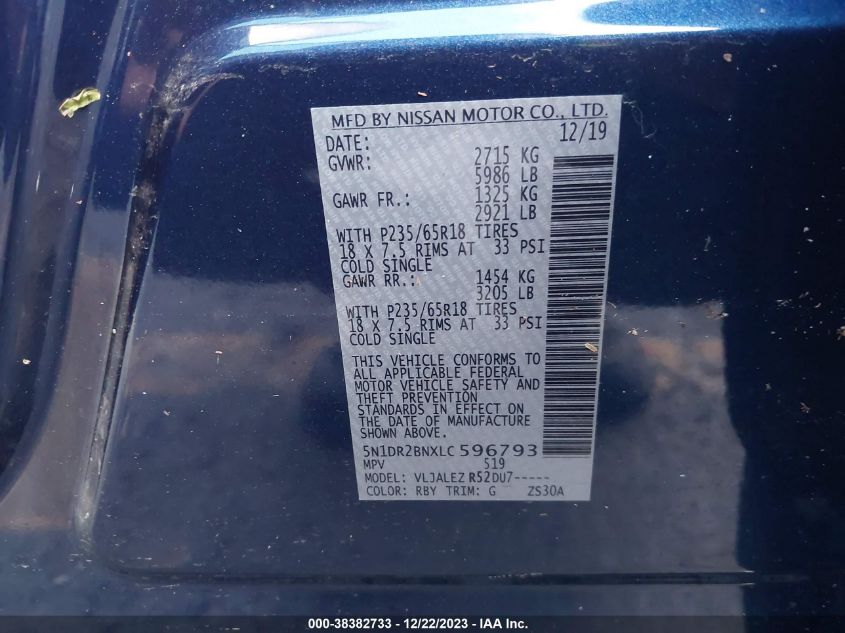 MFD BY NISSAN MOTOR CO., LTD.
DATE: 12/19
GVWR: 2715 KG
5986 LB
GAWR FR.: 1325 KG
2921 LB
WITH P235/65R18 TIRES
18 X 7.5 RIMS AT 33 PSI
COLD SINGLE
GAWR RR.: 1454 KG
3205 LB
WITH P235/65R18 TIRES
18 X 7.5 RIMS AT 33 PSI
COLD SINGLE
THIS VEHICLE CONFORMS TO
ALL APPLICABLE FEDERAL
MOTOR VEHICLE SAFETY AND
THEFT PREVENTION
STANDARDS IN EFFECT ON
THE DATE OF MANUFACTURE
SHOWN ABOVE.
5N1DR2BNXLC 596793
MPV 519
MODEL: VLJALEZ R52DU7-----
COLOR: RBY TRIM: G ZS30A
000-38382733 - 12/22/2023 - IAA Inc.